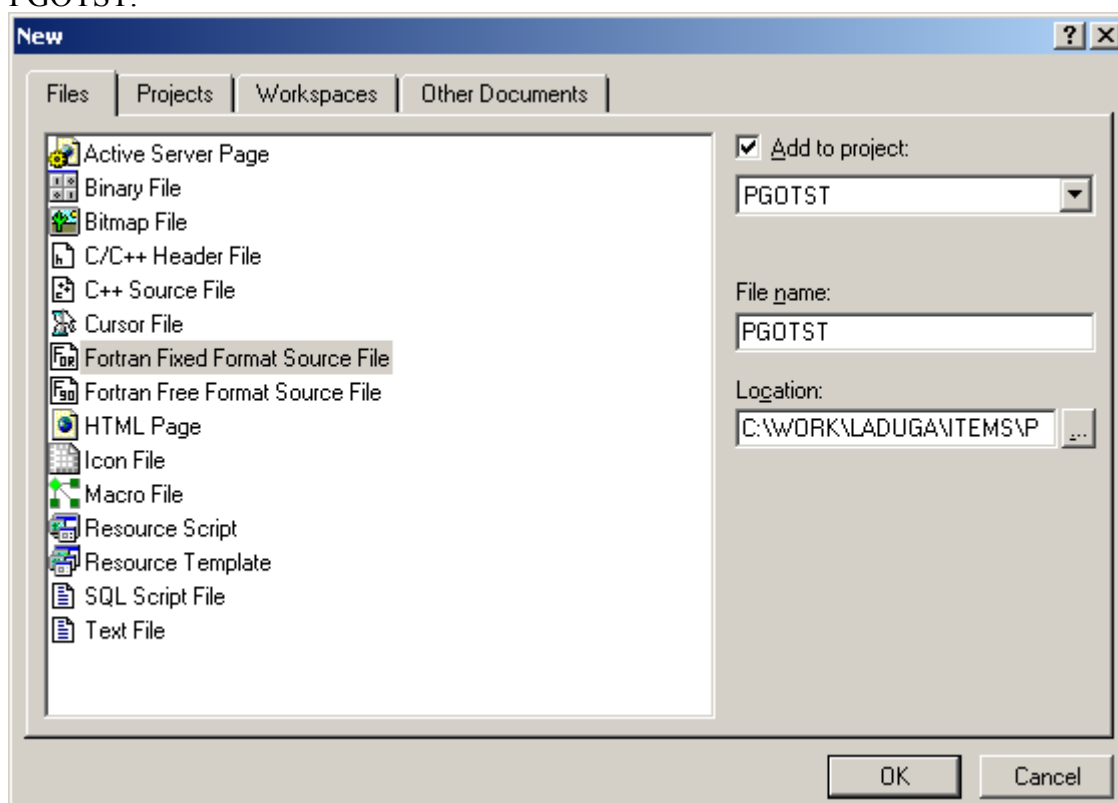 PGOTST.
New
Files Projects Workspaces Other Documents
Active Server Page
Binary File
Bitmap File
C/C++ Header File
C++ Source File
Cursor File
Fortran Fixed Format Source File
Fortran Free Format Source File
HTML Page
Icon File
Macro File
Resource Script
Resource Template
SQL Script File
Text File
Add to project:
PGOTST
File name:
PGOTST
Location:
C:\WORK\LADUGA\ITEMS\P ...
OK Cancel